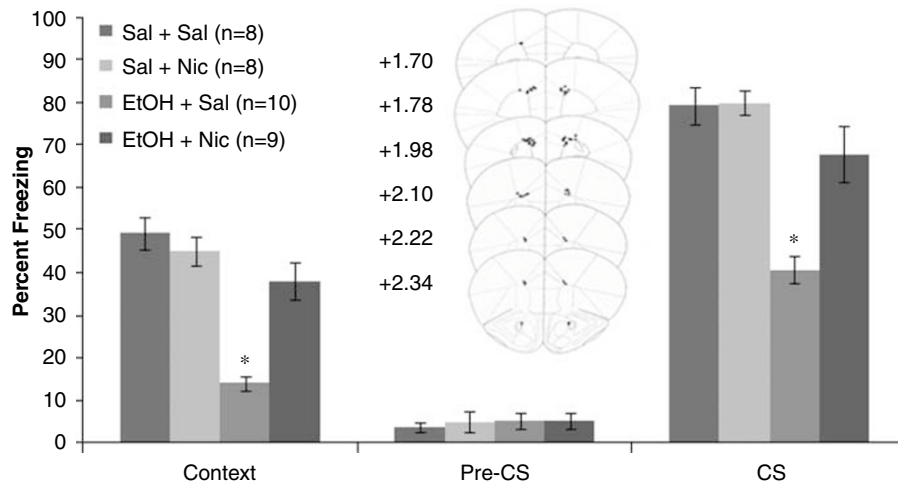 Percent Freezing
100
90
80
70
60
50
40
30
20
10
0
Sal + Sal (n=8)
Sal + Nic (n=8)
EtOH + Sal (n=10)
EtOH + Nic (n=9)
+1.70
+1.78
+1.98
+2.10
+2.22
+2.34
*
*
Context
Pre-CS
CS